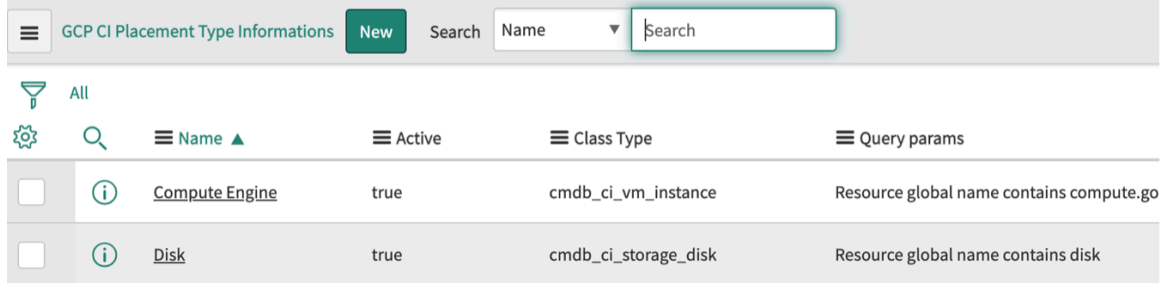 GCP CI Placement Type Informations New Search Name Search
All
Name Active Class Type Query params
Compute Engine true cmdb_ci_vm_instance Resource global name contains compute.go
Disk true cmdb_ci_storage_disk Resource global name contains disk